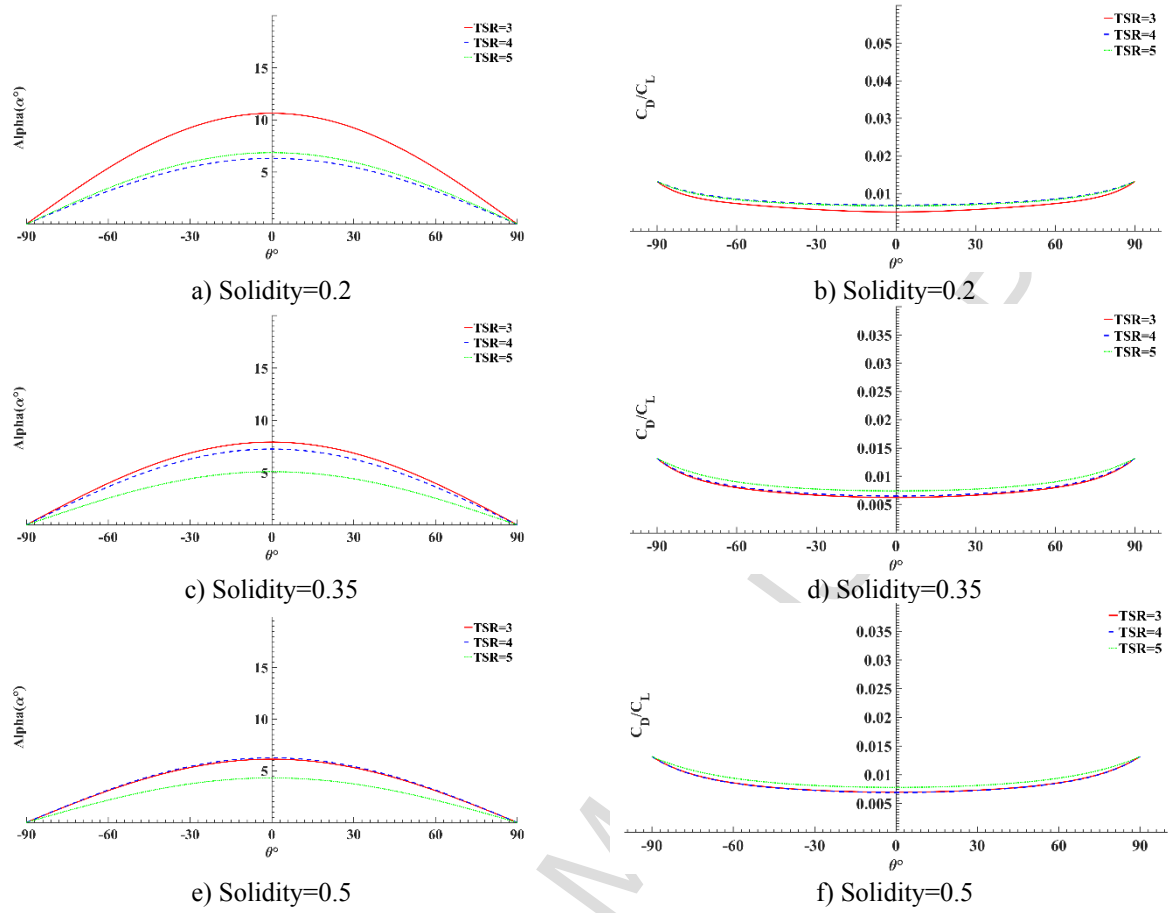 TSR=3
TSR=4
TSR=5
Alpha(α°)
15
10
5
-90 -60 -30 0 30 60 90
θ°
a) Solidity=0.2
TSR=3
TSR=4
TSR=5
C_D/C_L
0.05
0.04
0.03
0.02
0.01
-90 -60 -30 0 30 60 90
θ°
b) Solidity=0.2
TSR=3
TSR=4
TSR=5
Alpha(α°)
15
10
5
-90 -60 -30 0 30 60 90
θ°
c) Solidity=0.35
TSR=3
TSR=4
TSR=5
C_D/C_L
0.035
0.03
0.025
0.02
0.015
0.01
0.005
-90 -60 -30 0 30 60 90
θ°
d) Solidity=0.35
TSR=3
TSR=4
TSR=5
Alpha(α°)
15
10
5
-90 -60 -30 0 30 60 90
θ°
e) Solidity=0.5
TSR=3
TSR=4
TSR=5
C_D/C_L
0.035
0.03
0.025
0.02
0.015
0.01
0.005
-90 -60 -30 0 30 60 90
θ°
f) Solidity=0.5